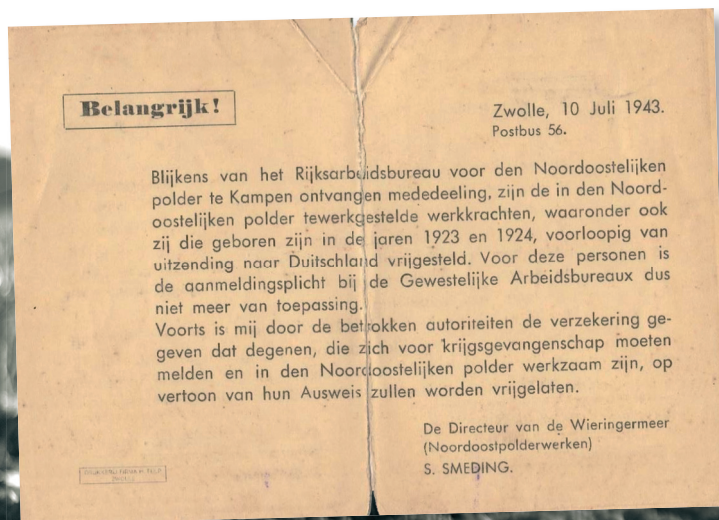 Belangrijk!
Zwolle, 10 Juli 1943.
Postbus 56.
Blijkens van het Rijksarbeidsbureau voor den Noordoostelijken
polder te Kampen ontvangen mededeeling, zijn de in den Noord-
oostelijken polder tewerkgestelde werkkrachten, waaronder ook
zij die geboren zijn in de jaren 1923 en 1924, voorloopig van
uitzending naar Duitschland vrijgesteld. Voor deze personen is
de aanmeldingsplicht bij de Gewestelijke Arbeidsbureaux dus
niet meer van toepassing.
Voorts is mij door de betrokken autoriteiten de verzekering ge-
geven dat degenen, die zich voor krijgsgevangenschap moeten
melden en in den Noordoostelijken polder werkzaam zijn, op
vertoon van hun Ausweis zullen worden vrijgelaten.
De Directeur van de Wieringermeer
(Noordoostpolderwerken)
S. SMEDING.